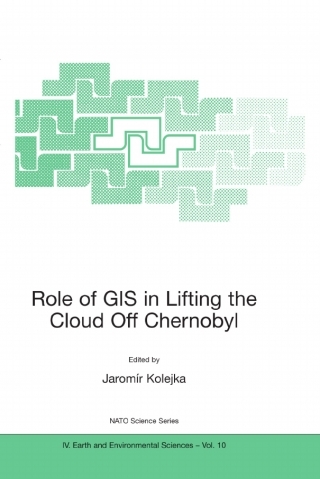 Role of GIS in Lifting the
Cloud Off Chernobyl
Edited by
Jaromír Kolejka
NATO Science Series
IV. Earth and Environmental Sciences – Vol. 10